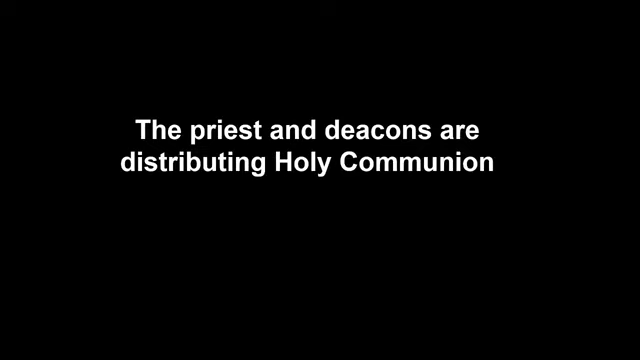 The priest and deacons are
distributing Holy Communion